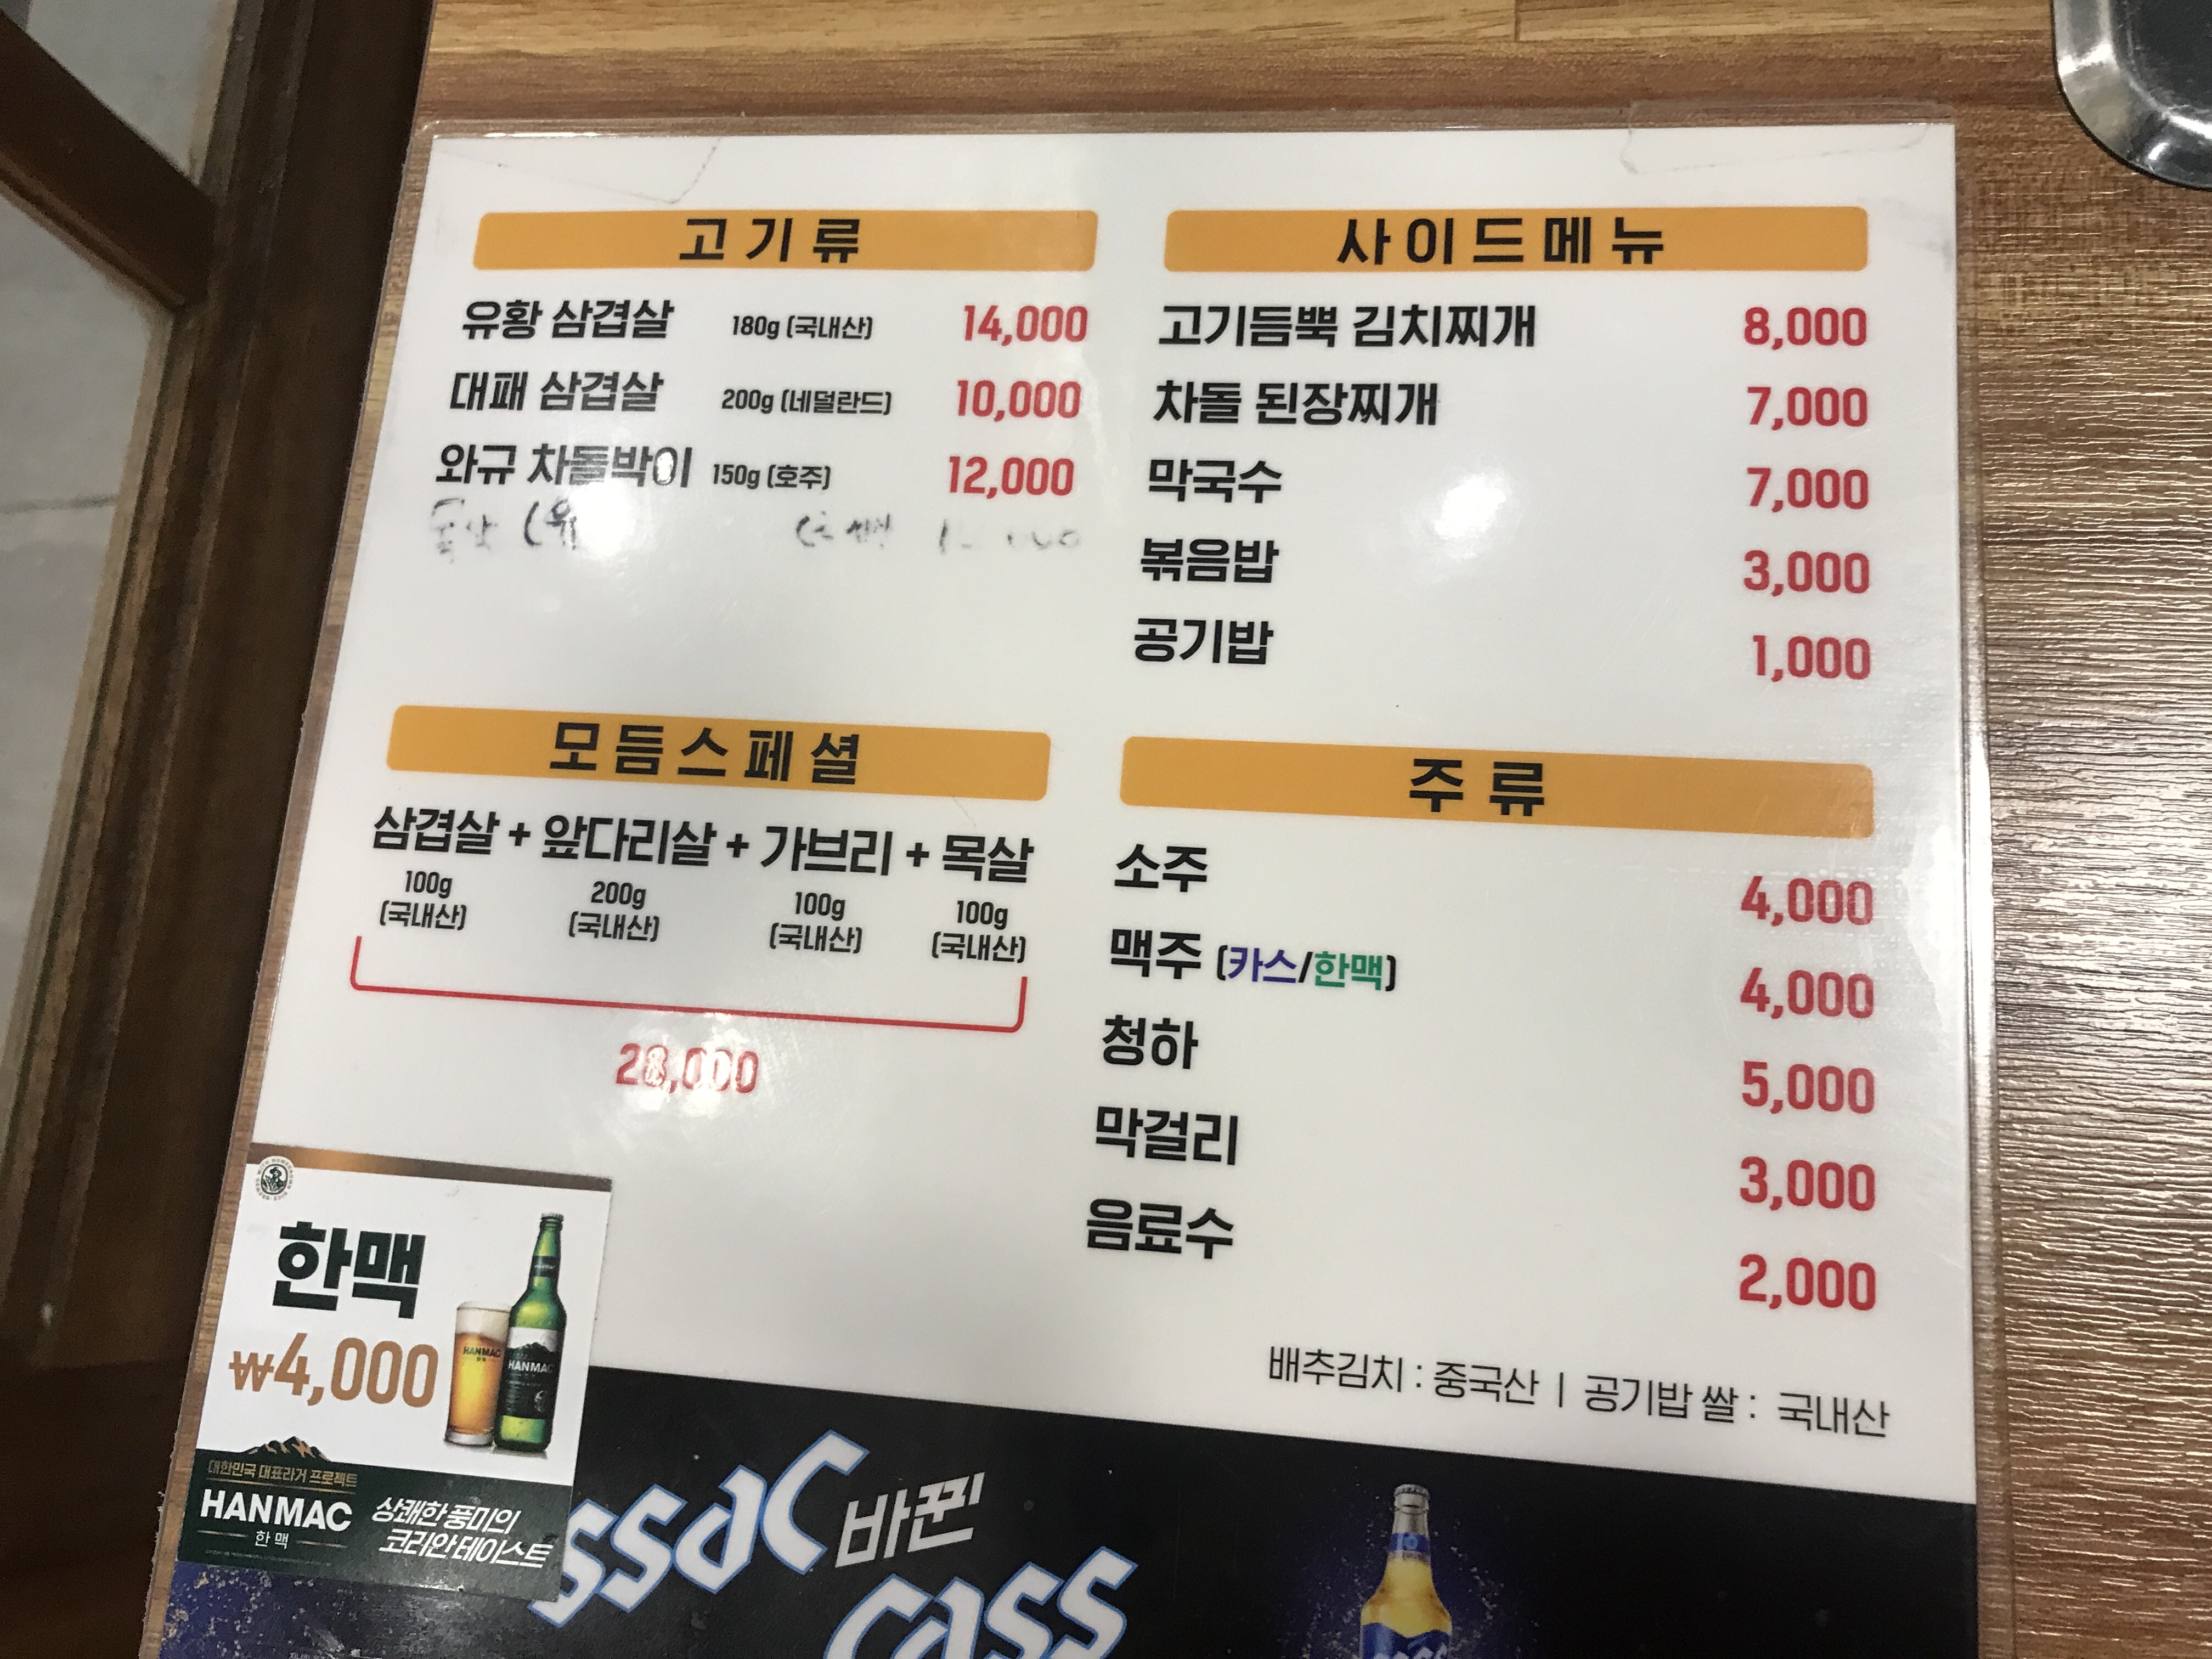 고기류
유황 삼겹살 180g (국내산) 14,000
대패 삼겹살 200g (네덜란드) 10,000
와규 차돌박이 150g (호주) 12,000
모듬스페셜
삼겹살 + 앞다리살 + 가브리 + 목살
100g 200g 100g 100g
(국내산) (국내산) (국내산) (국내산)
28,000
사이드메뉴
고기듬뿍 김치찌개 8,000
차돌 된장찌개 7,000
막국수 7,000
볶음밥 3,000
공기밥 1,000
주류
소주 4,000
맥주 (카스/한맥) 4,000
청하 5,000
막걸리 3,000
음료수 2,000
배추김치 : 중국산 | 공기밥 쌀 : 국내산
한맥
₩4,000
HANMAC
HANMAC
대한민국 대표라거 프로젝트
HANMAC
한맥
상쾌한 풍미의
코리안 테이스트
ssac 바뀐
cass